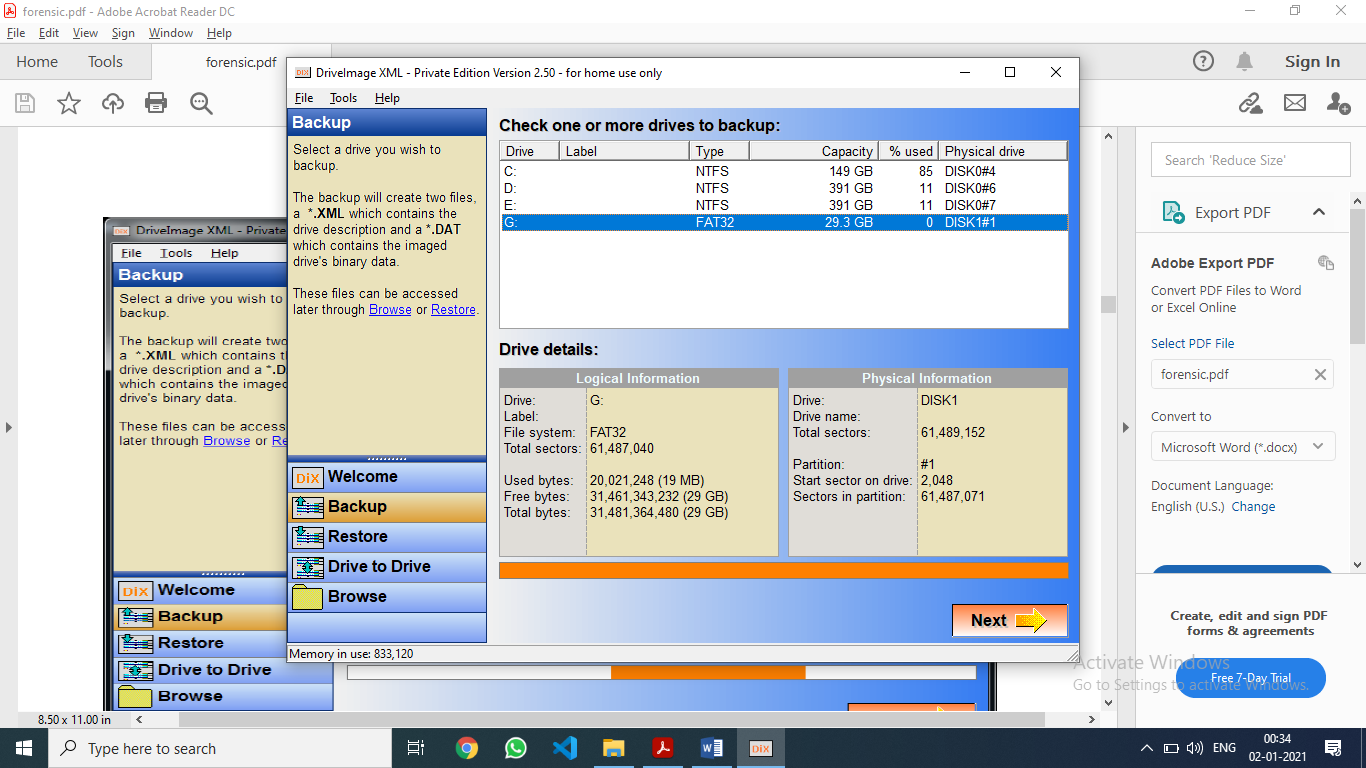 forensic.pdf - Adobe Acrobat Reader DC
File Edit View Sign Window Help
Home Tools forensic.pdf
Sign In
DriveImage XML - Private
File Tools Help
Backup
Select a drive you wish to
backup.
The backup will create two
a *.XML which contains
drive description and a *.D
which contains the image
drive's binary data.
These files can be access
later through Browse or Re
DiX Welcome
Backup
Restore
Drive to Drive
Browse
DiX DriveImage XML - Private Edition Version 2.50 - for home use only
File Tools Help
Backup
Select a drive you wish to
backup.
The backup will create two files,
a *.XML which contains the
drive description and a *.DAT
which contains the imaged
drive's binary data.
These files can be accessed
later through Browse or Restore.
DiX Welcome
Backup
Restore
Drive to Drive
Browse
Check one or more drives to backup:
Drive Label Type Capacity % used Physical drive
C: NTFS 149 GB 85 DISK0#4
D: NTFS 391 GB 11 DISK0#6
E: NTFS 391 GB 11 DISK0#7
G: FAT32 29.3 GB 0 DISK1#1
Drive details:
Logical Information
Drive: G:
Label:
File system: FAT32
Total sectors: 61,487,040
Used bytes: 20,021,248 (19 MB)
Free bytes: 31,461,343,232 (29 GB)
Total bytes: 31,481,364,480 (29 GB)
Physical Information
Drive: DISK1
Drive name:
Total sectors: 61,489,152
Partition: #1
Start sector on drive: 2,048
Sectors in partition: 61,487,071
Next
Memory in use: 833,120
Search 'Reduce Size'
Export PDF
Adobe Export PDF
Convert PDF Files to Word
or Excel Online
Select PDF File
forensic.pdf
Convert to
Microsoft Word (*.docx)
Document Language:
English (U.S.) Change
Create, edit and sign PDF
forms & agreements
Free 7-Day Trial
Activate Windows
Go to Settings to activate Windows.
8.50 x 11.00 in
Type here to search
DiX
ENG
00:34
02-01-2021